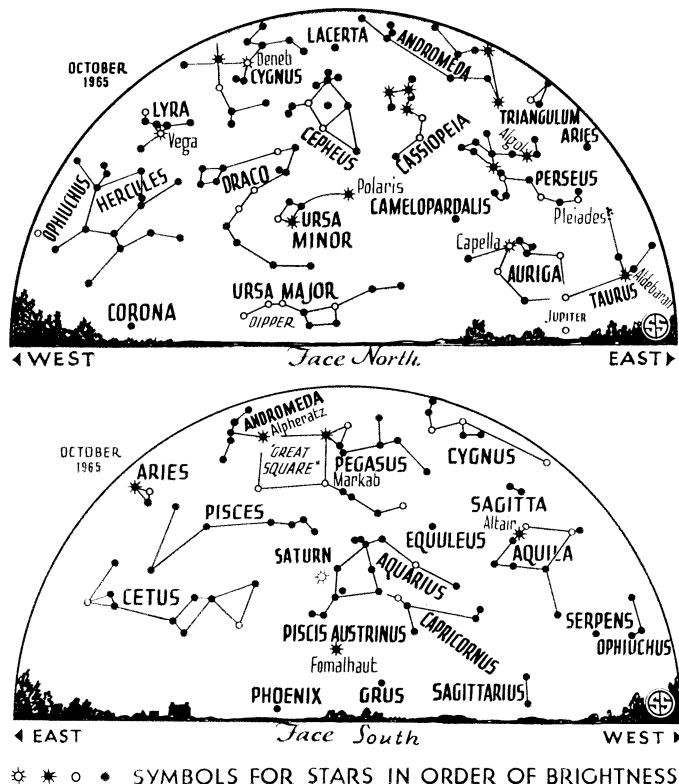 OCTOBER
1965
LACERTA
ANDROMEDA
Deneb
CYGNUS
LYRA
Vega
CEPHEUS
CASSIOPEIA
TRIANGULUM
ARIES
Algol
OPHIUCHUS
HERCULES
DRACO
Polaris
URSA
MINOR
CAMELOPARDALIS
PERSEUS
Pleiades
Capella
AURIGA
TAURUS
Aldebaran
CORONA
URSA MAJOR
DIPPER
JUPITER
WEST
Face North
EAST
OCTOBER
1965
ANDROMEDA
Alpheratz
"GREAT
SQUARE"
PEGASUS
Markab
CYGNUS
ARIES
PISCES
SAGITTA
Altair
AQUILA
EQUULEUS
SATURN
AQUARIUS
CETUS
PISCIS AUSTRINUS
CAPRICORNUS
SERPENS
OPHIUCHUS
Fomalhaut
PHOENIX
GRUS
SAGITTARIUS
EAST
Face South
WEST
SYMBOLS FOR STARS IN ORDER OF BRIGHTNESS